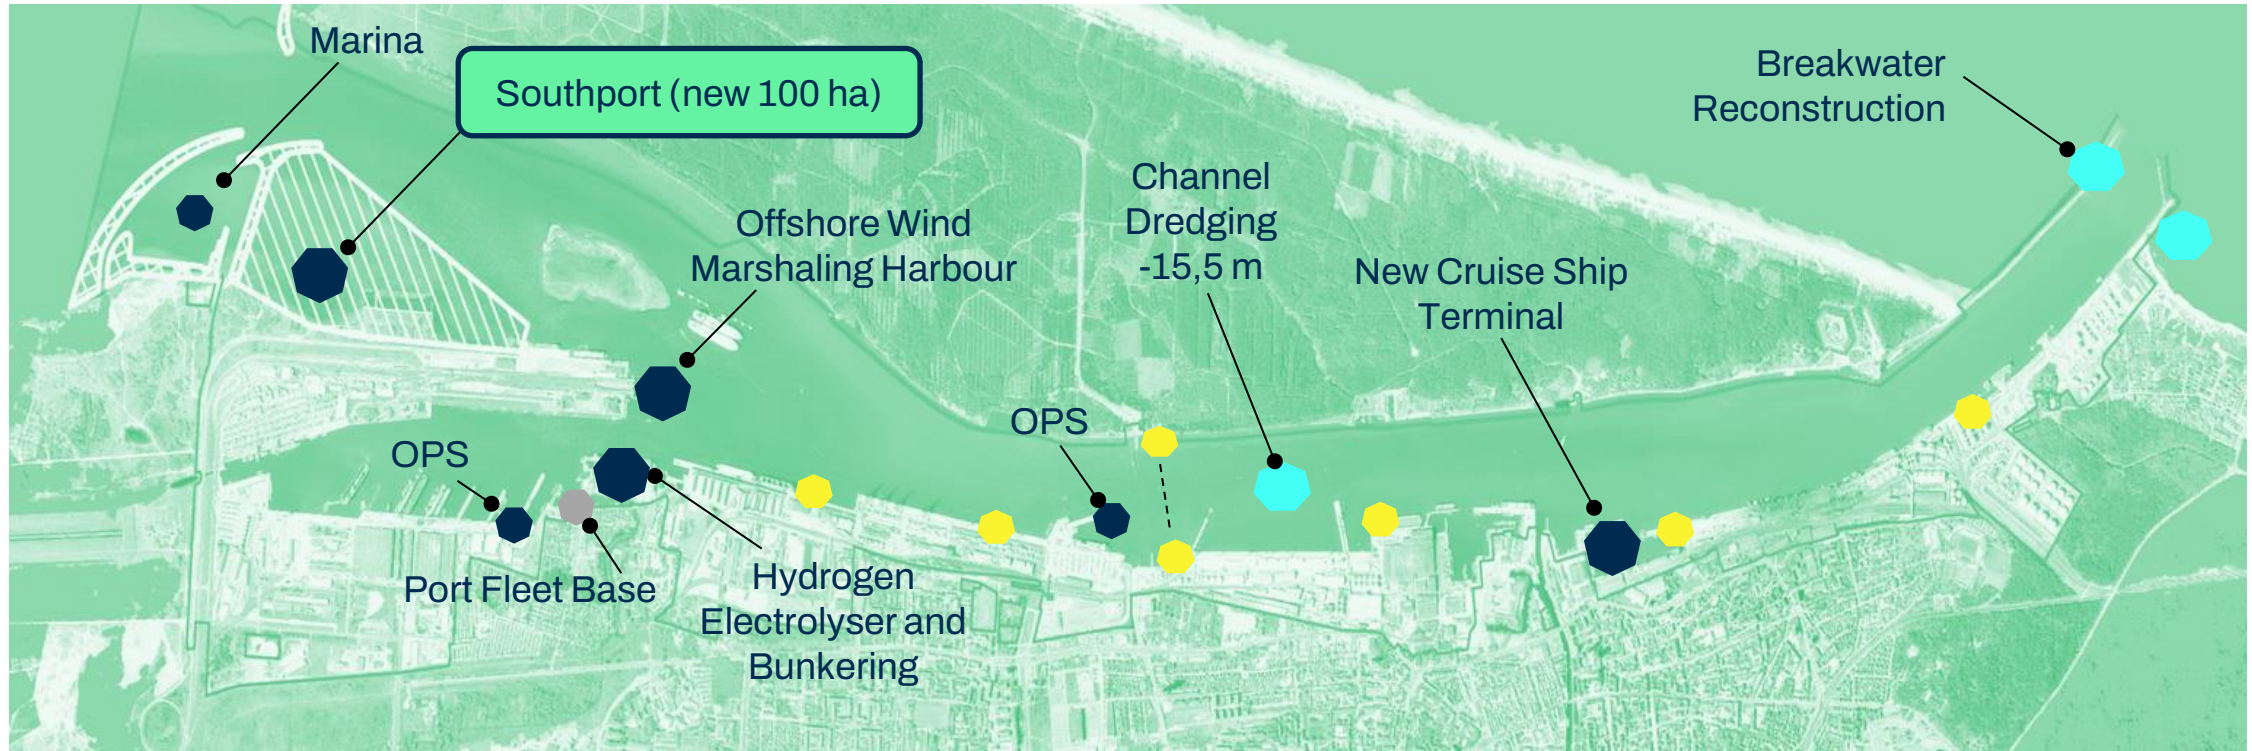 Marina
Southport (new 100 ha)
Breakwater
Reconstruction
Channel
Dredging
-15,5 m
Offshore Wind
Marshaling Harbour
New Cruise Ship
Terminal
OPS
OPS
Port Fleet Base
Hydrogen
Electrolyser and
Bunkering